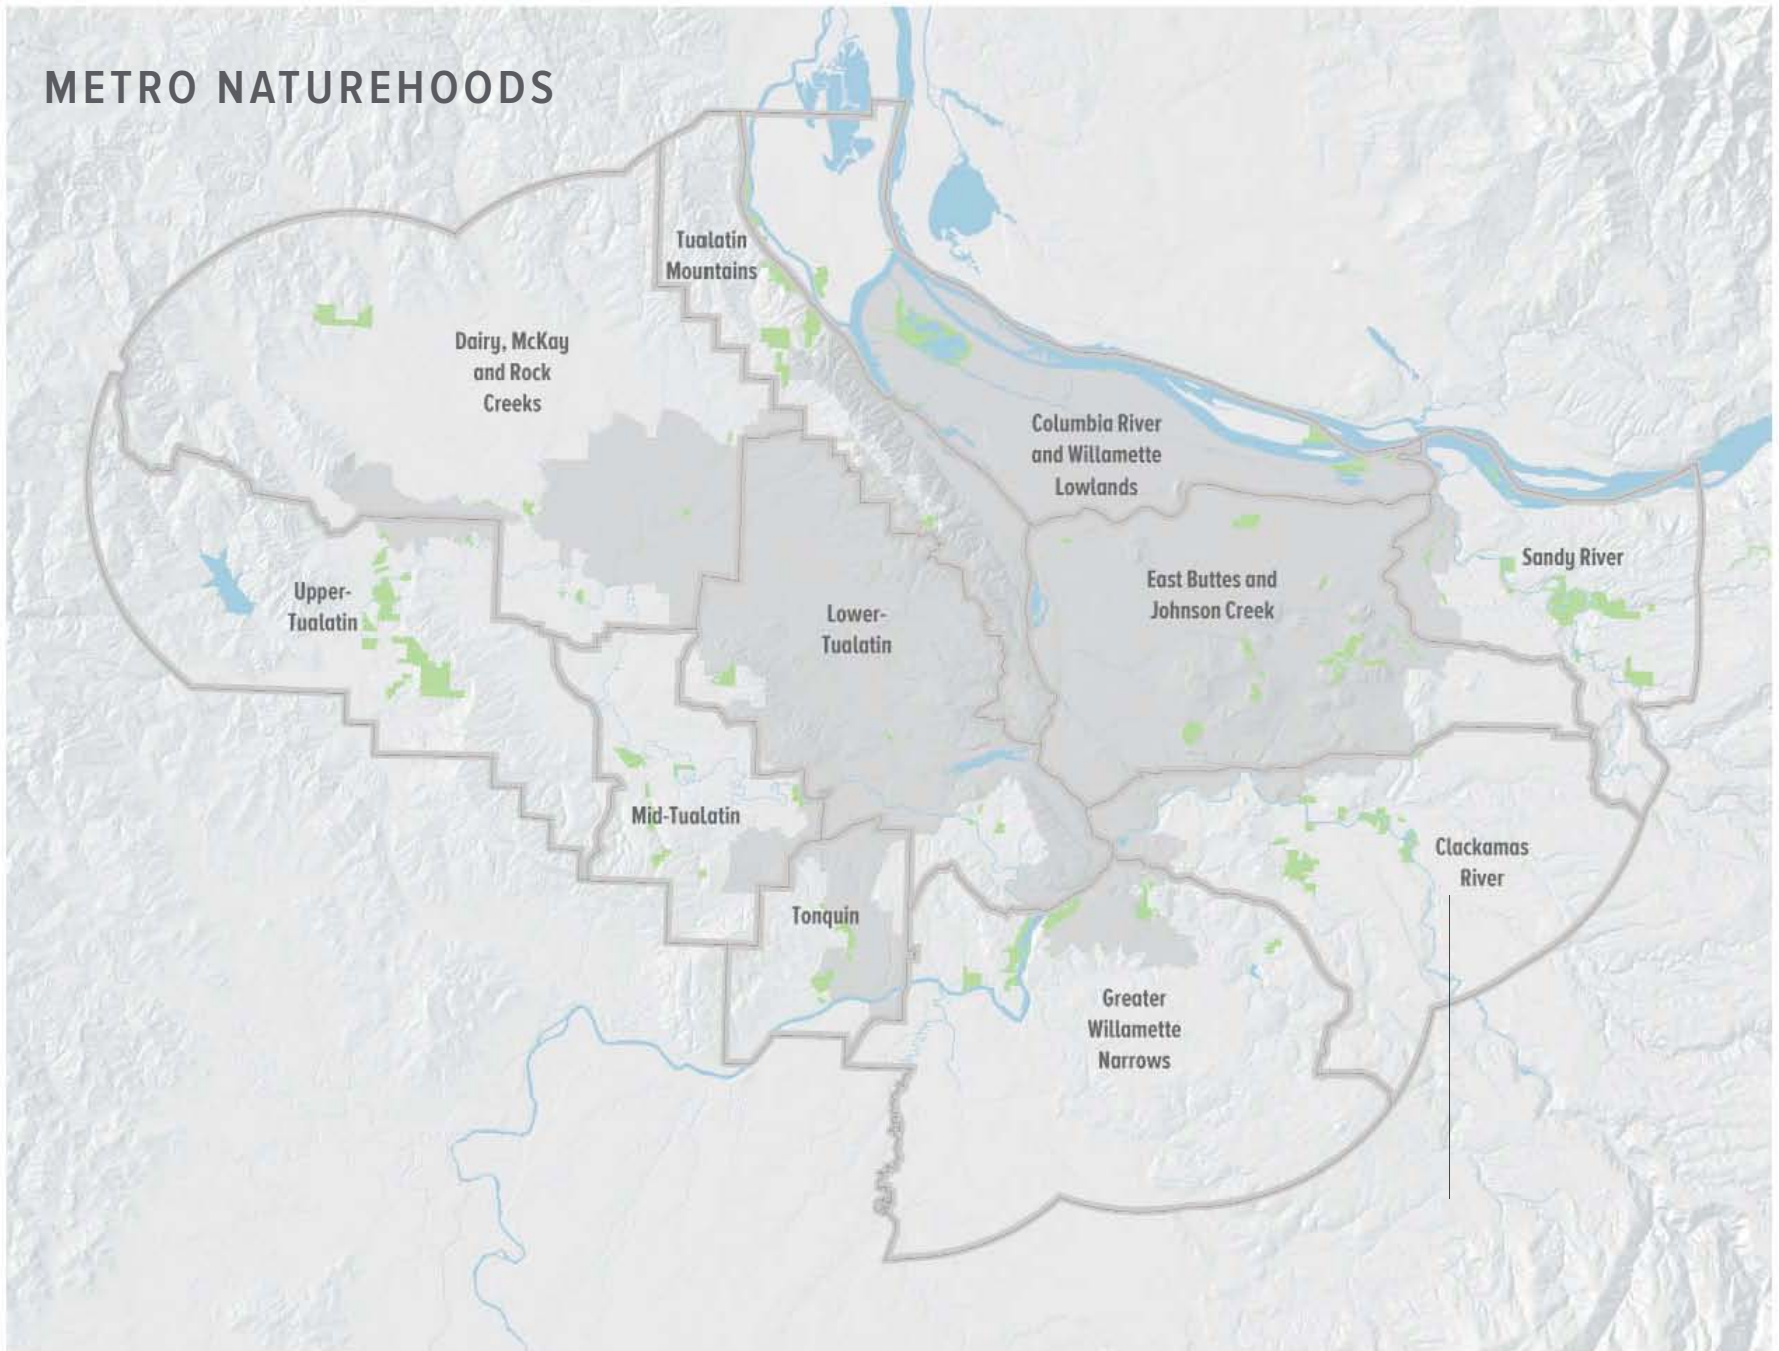 METRO NATUREHOODS
Tualatin
Mountains
Dairy, McKay
and Rock
Creeks
Columbia River
and Willamette
Lowlands
Sandy River
East Buttes and
Johnson Creek
Upper-
Tualatin
Lower-
Tualatin
Mid-Tualatin
Clackamas
River
Tonquin
Greater
Willamette
Narrows